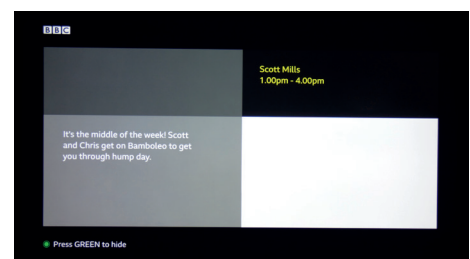 BBC
Scott Mills
1.00pm - 4.00pm
It's the middle of the week! Scott
and Chris get on Bamboleo to get
you through hump day.
Press GREEN to hide